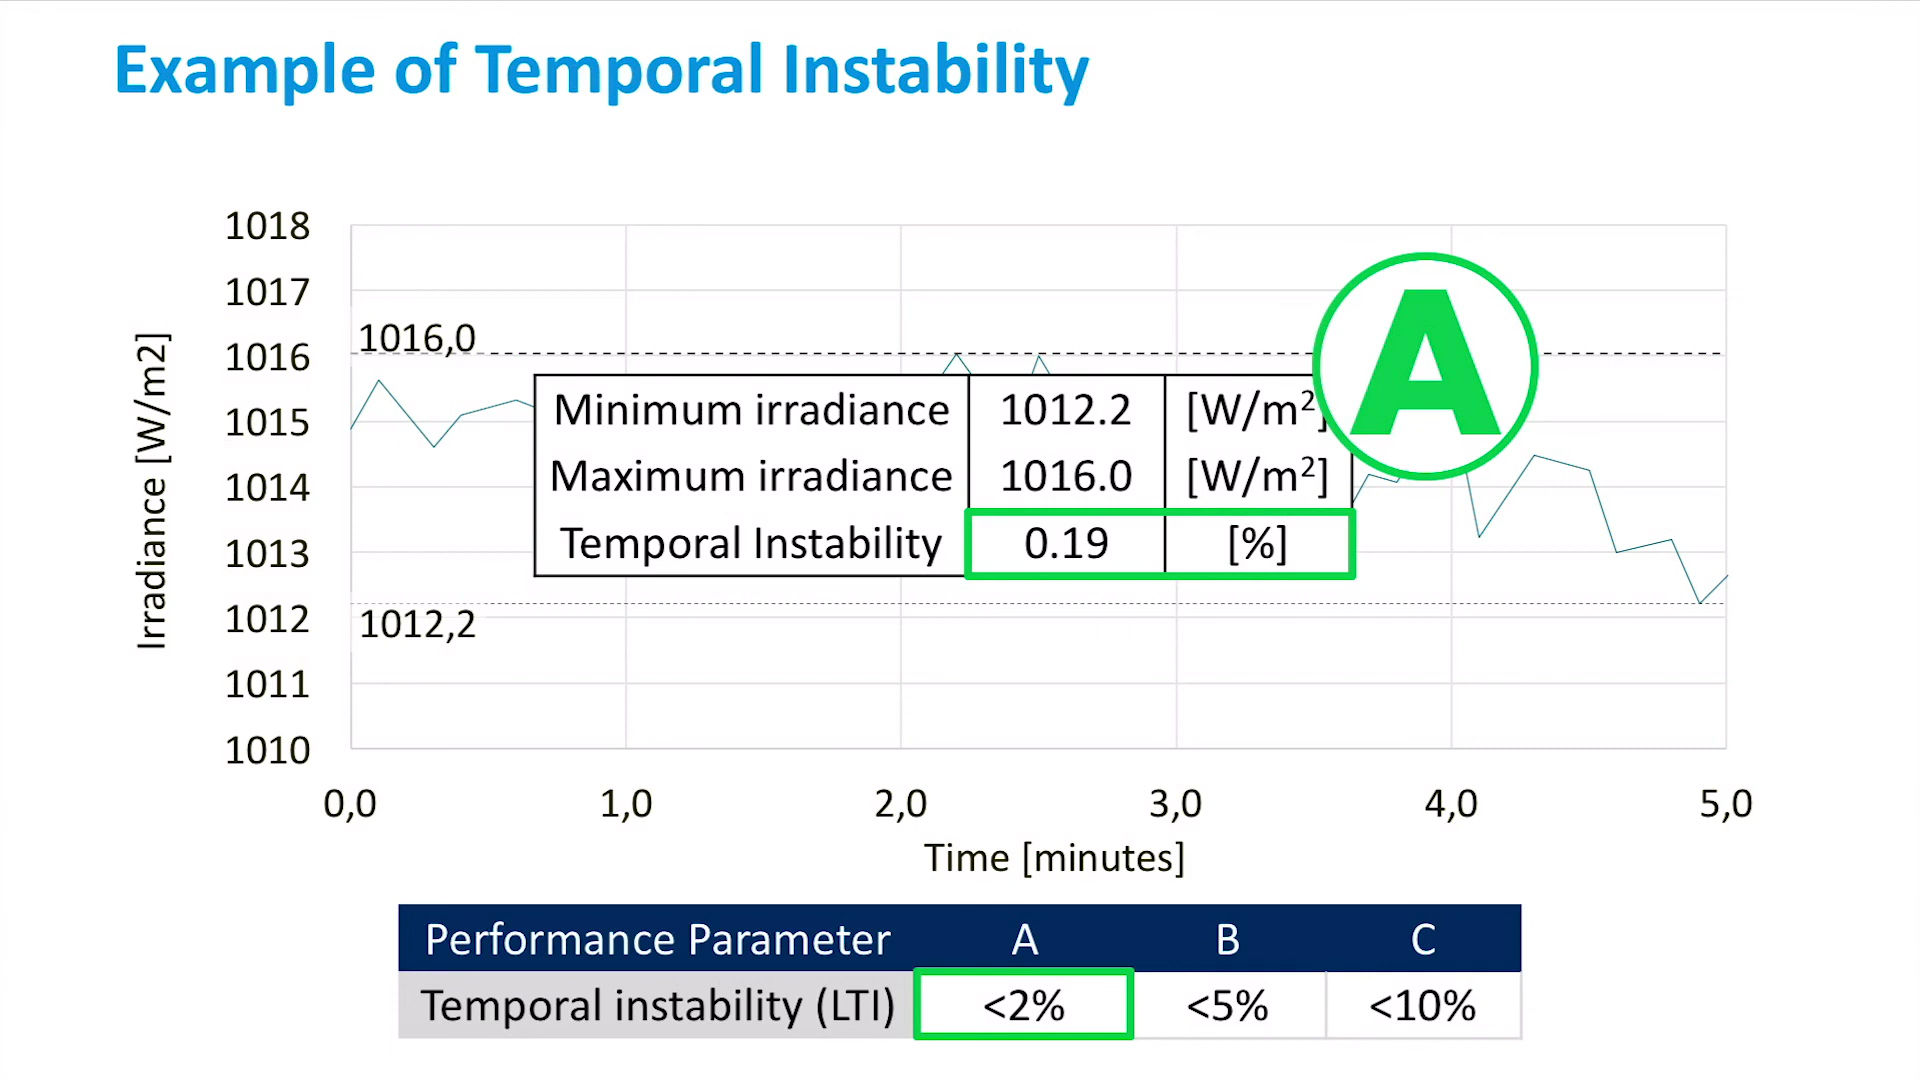 Example of Temporal Instability
1018
1017
1016
1015
1014
1013
1012
1011
1010
Irradiance [W/m2]
1016,0
1012,2
A
Minimum irradiance 1012.2 [W/m²]
Maximum irradiance 1016.0 [W/m²]
Temporal Instability 0.19 [%]
0,0 1,0 2,0 3,0 4,0 5,0
Time [minutes]
Performance Parameter A B C
Temporal instability (LTI) <2% <5% <10%